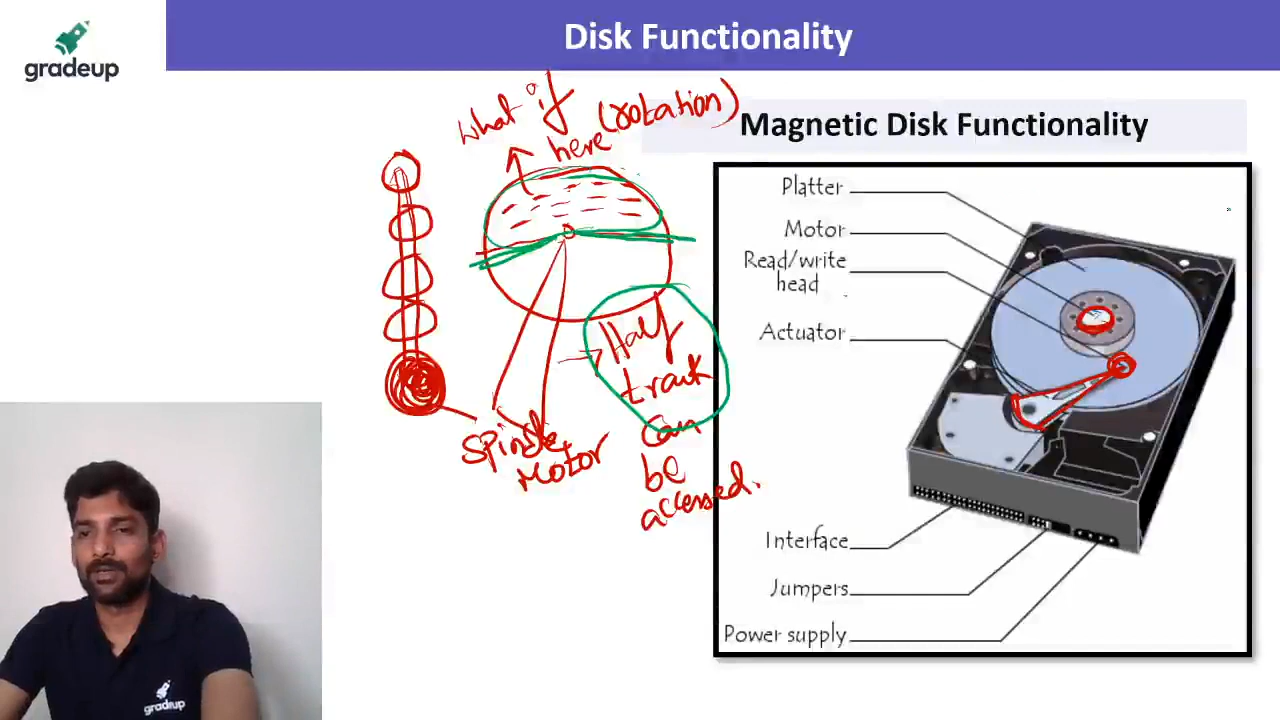 gradeup
Disk Functionality
Magnetic Disk Functionality
what if
here (rotation)
Half
track
can
be
accessed.
Spindle
Motor
Platter
Motor
Read/write
head
Actuator
Interface
Jumpers
Power supply
gradeup